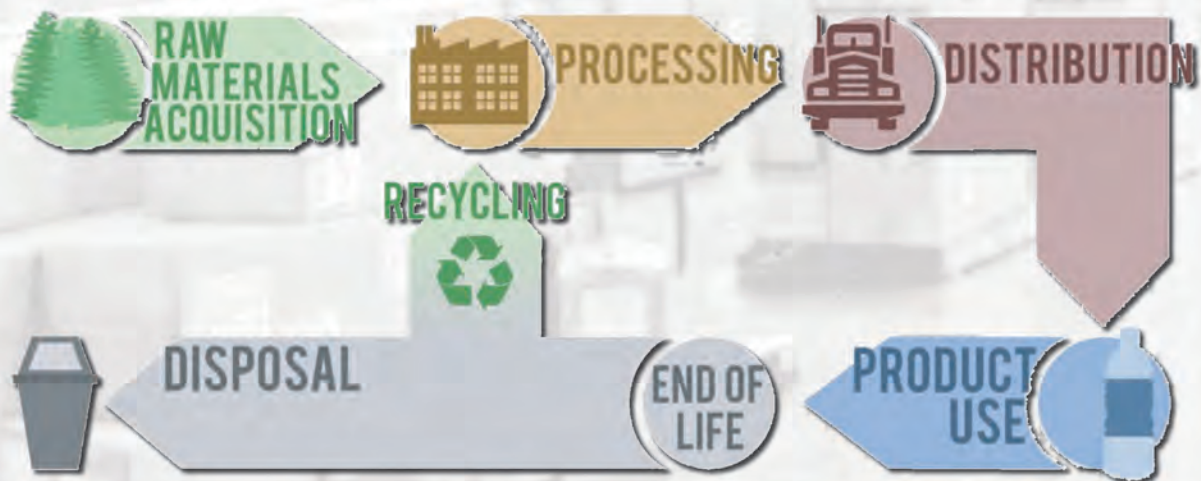 RAW
MATERIALS
ACQUISITION
PROCESSING
DISTRIBUTION
RECYCLING
DISPOSAL
END OF
LIFE
PRODUCT
USE